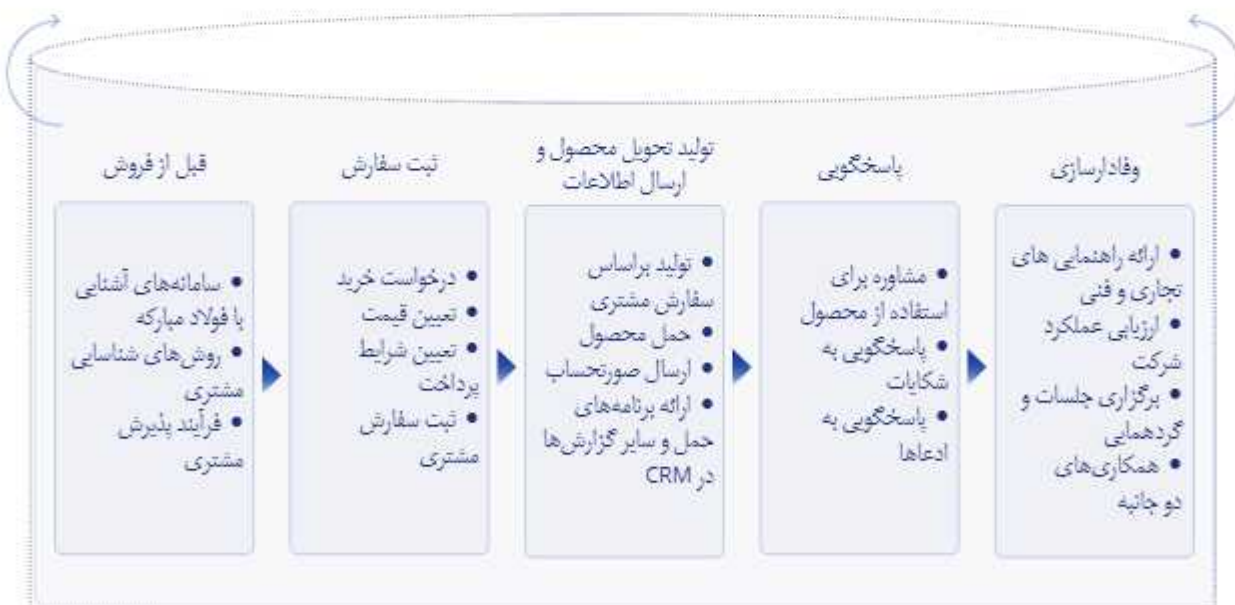 قبل از فروش
سامانه‌های آشنایی
با فولاد مبارکه
روش‌های شناسایی
مشتری
فرآیند پذیرش
مشتری
ثبت سفارش
درخواست خرید
تعیین قیمت
تعیین شرایط
پرداخت
ثبت سفارش
مشتری
تولید تحویل محصول و
ارسال اطلاعات
تولید براساس
سفارش مشتری
حمل محصول
ارسال صورتحساب
ارائه برنامه‌های
حمل و سایر گزارش‌ها
در CRM
پاسخگویی
مشاوره برای
استفاده از محصول
پاسخگویی به
شکایات
پاسخگویی به
ادعاها
وفادارسازی
ارائه راهنمایی های
تجاری و فنی
ارزیابی عملکرد
شرکت
برگزاری جلسات و
گردهمایی
همکاری‌های
دو جانبه